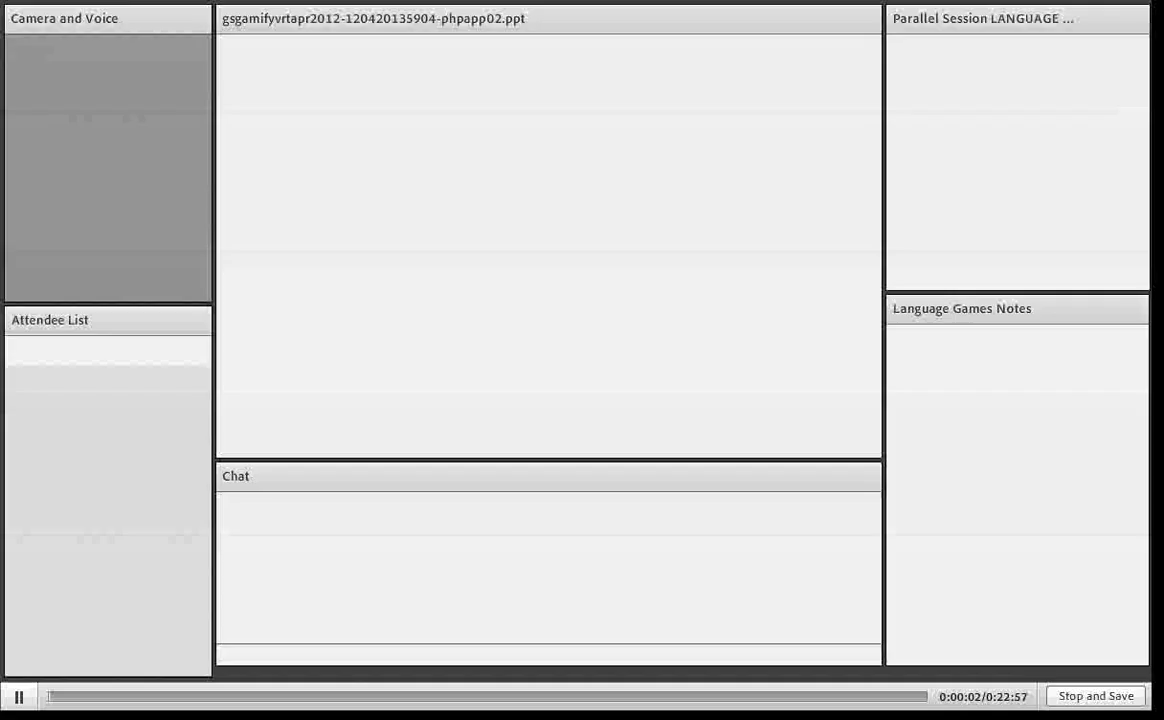 Camera and Voice
gsgamifyvrtapr2012-120420135904-phpapp02.ppt
Parallel Session LANGUAGE ...
Attendee List
Language Games Notes
Chat
0:00:02/0:22:57
Stop and Save